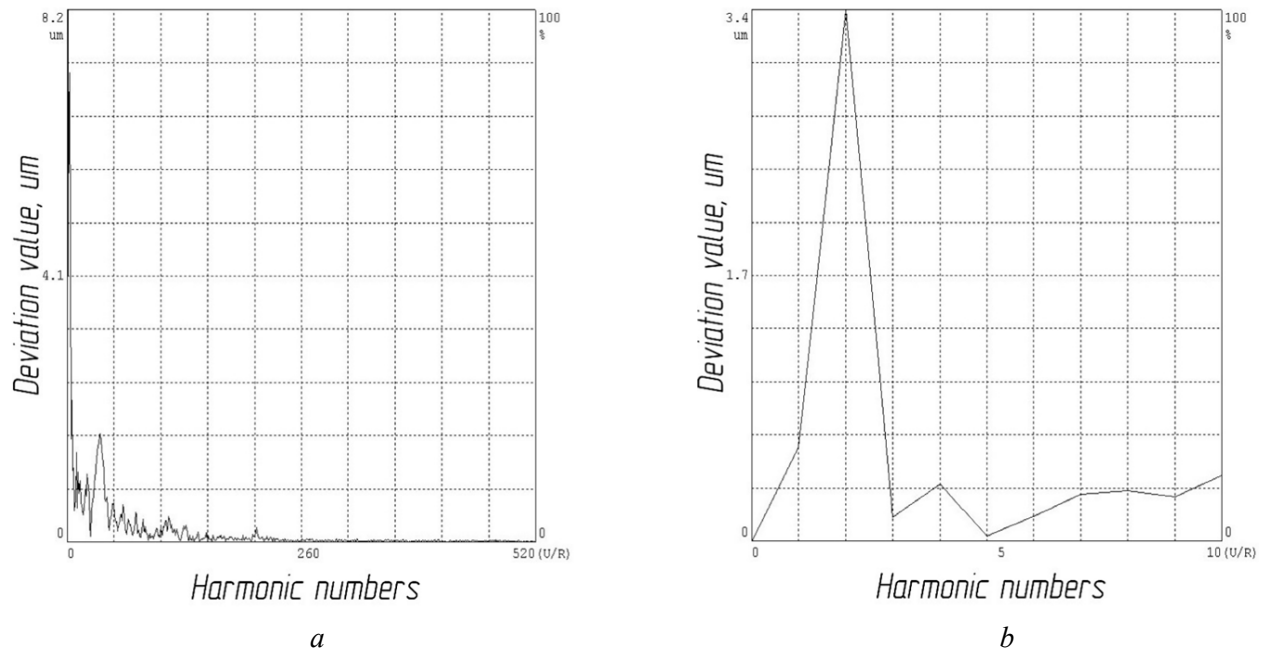 8.2
um
100
%
Deviation value, um
4.1
0
0
0
260
520 (U/R)
Harmonic numbers
a
3.4
um
100
%
Deviation value, um
1.7
0
0
0
5
10 (U/R)
Harmonic numbers
b